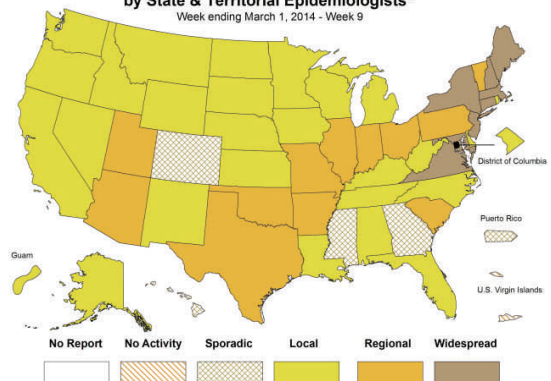 by State & Territorial Epidemiologists
Week ending March 1, 2014 - Week 9
District of Columbia
Puerto Rico
Guam
U.S. Virgin Islands
No Report No Activity Sporadic Local Regional Widespread